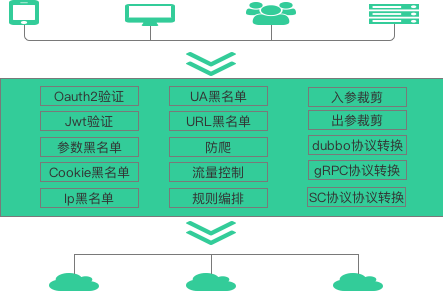 Oauth2验证
UA黑名单
入参裁剪
Jwt验证
URL黑名单
出参裁剪
参数黑名单
防爬
dubbo协议转换
Cookie黑名单
流量控制
gRPC协议转换
Ip黑名单
规则编排
SC协议协议转换